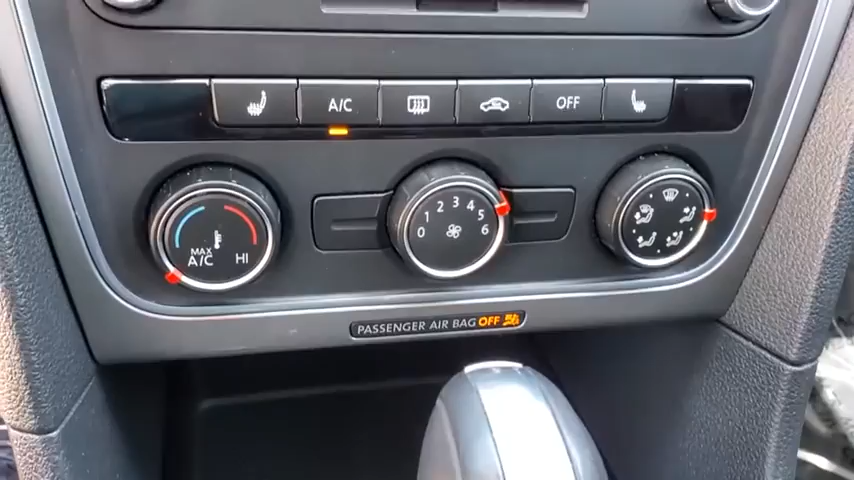 A/C
OFF
MAX
A/C HI
0 1 2 3 4 5 6
PASSENGER AIR BAG OFF